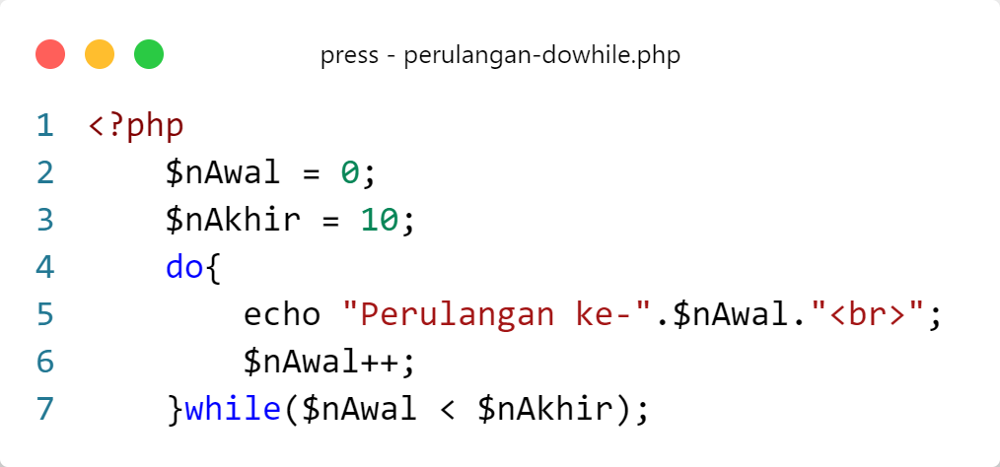 press - perulangan-dowhile.php
1 <?php
2     $nAwal = 0;
3     $nAkhir = 10;
4     do{
5         echo "Perulangan ke-".$nAwal."<br>";
6         $nAwal++;
7     }while($nAwal < $nAkhir);